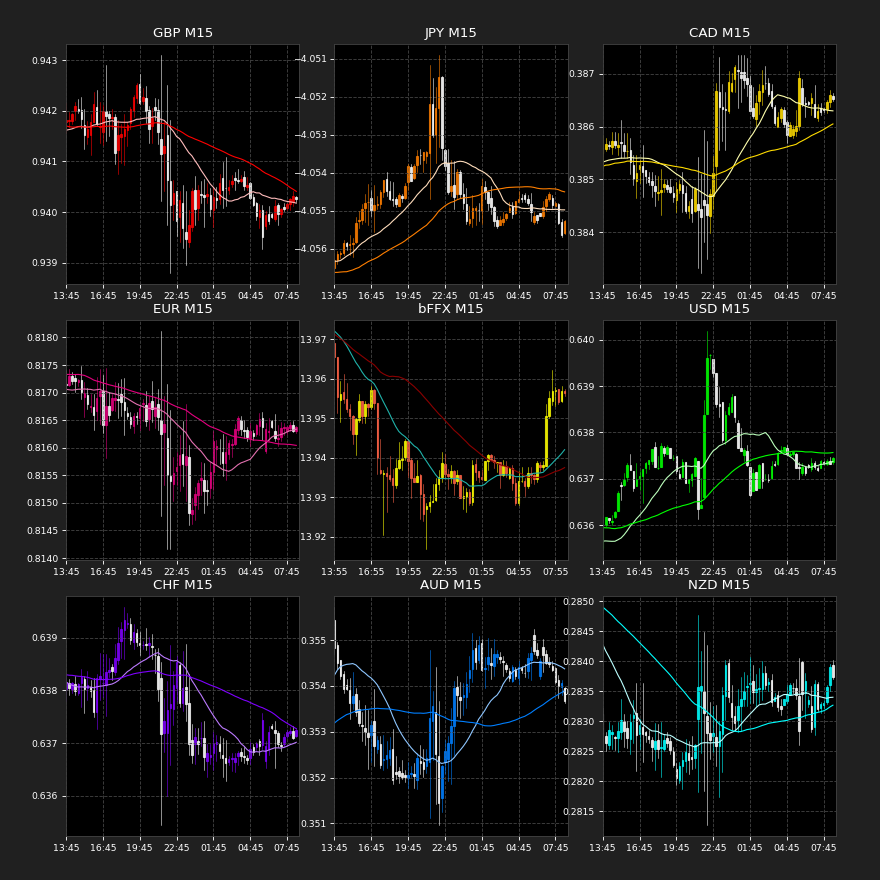 GBP M15
0.943
0.942
0.941
0.940
0.939
13:45 16:45 19:45 22:45 01:45 04:45 07:45
JPY M15
−4.051
−4.052
−4.053
−4.054
−4.055
−4.056
13:45 16:45 19:45 22:45 01:45 04:45 07:45
CAD M15
0.387
0.386
0.385
0.384
13:45 16:45 19:45 22:45 01:45 04:45 07:45
EUR M15
0.8180
0.8175
0.8170
0.8165
0.8160
0.8155
0.8150
0.8145
0.8140
13:45 16:45 19:45 22:45 01:45 04:45 07:45
bFFX M15
13.97
13.96
13.95
13.94
13.93
13.92
13:55 16:55 19:55 22:55 01:55 04:55 07:55
USD M15
0.640
0.639
0.638
0.637
0.636
13:45 16:45 19:45 22:45 01:45 04:45 07:45
CHF M15
0.639
0.638
0.637
0.636
13:45 16:45 19:45 22:45 01:45 04:45 07:45
AUD M15
0.355
0.354
0.353
0.352
0.351
13:45 16:45 19:45 22:45 01:45 04:45 07:45
NZD M15
0.2850
0.2845
0.2840
0.2835
0.2830
0.2825
0.2820
0.2815
13:45 16:45 19:45 22:45 01:45 04:45 07:45